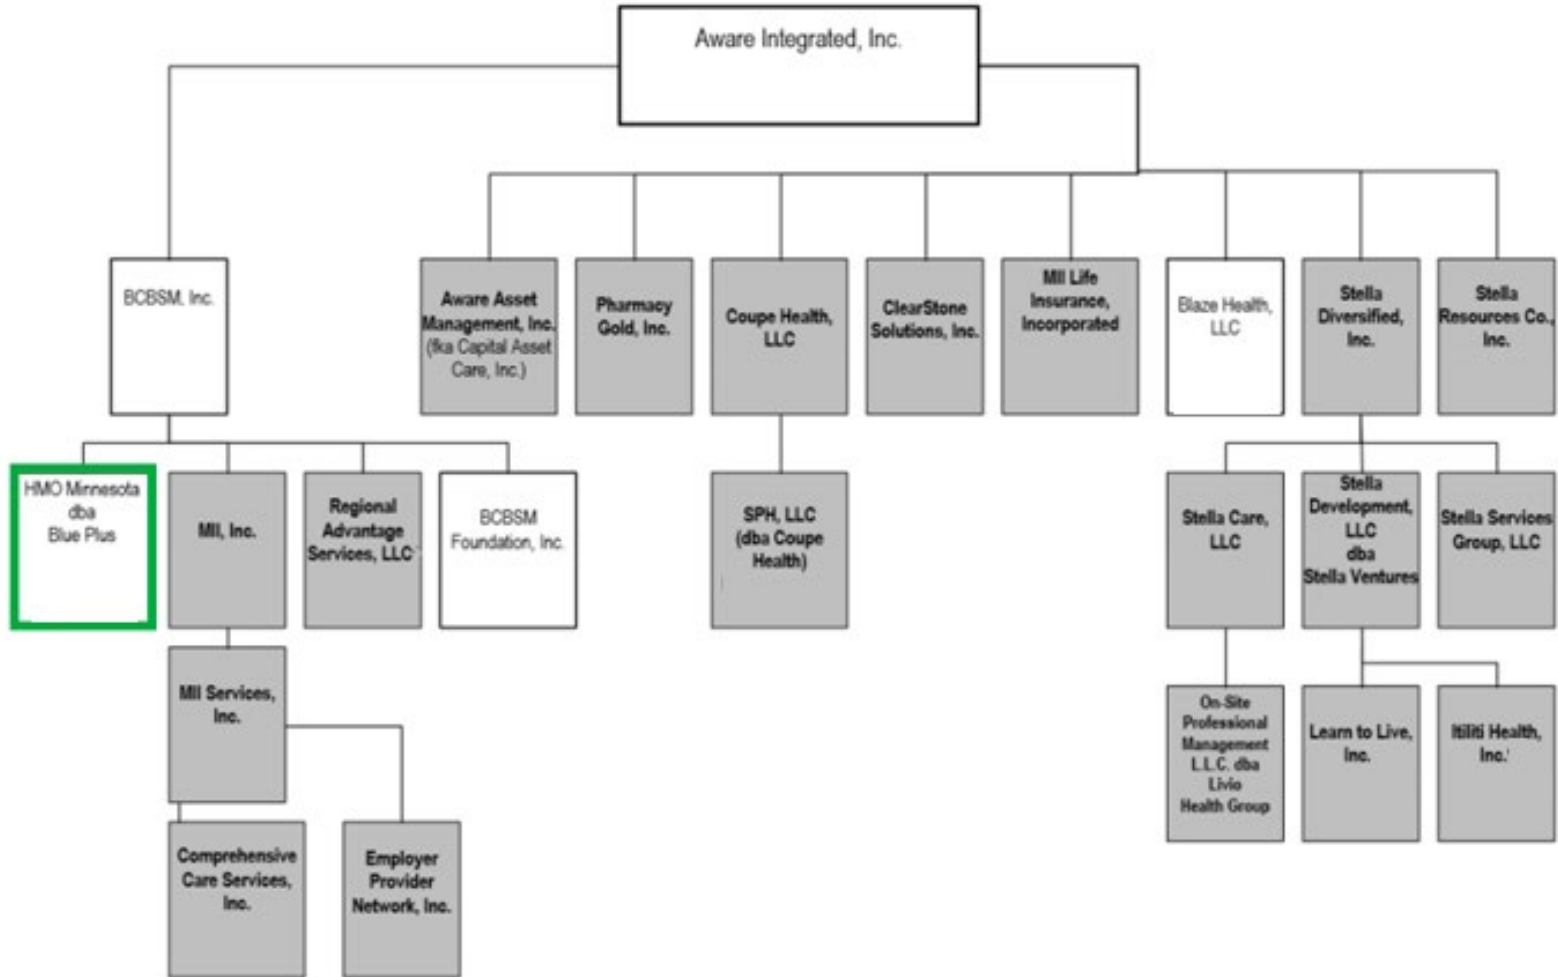 Aware Integrated, Inc.
BCBSM, Inc.
Aware Asset
Management, Inc.
(fka Capital Asset
Care, Inc.)
Pharmacy
Gold, Inc.
Coupe Health,
LLC
ClearStone
Solutions, Inc.
MII Life
Insurance,
Incorporated
Blaze Health,
LLC
Stella
Diversified,
Inc.
Stella
Resources Co.,
Inc.
HMO Minnesota
dba
Blue Plus
MII, Inc.
Regional
Advantage
Services, LLC
BCBSM
Foundation, Inc.
SPH, LLC
(dba Coupe
Health)
Stella Care,
LLC
Stella
Development,
LLC
dba
Stella Ventures
Stella Services
Group, LLC
MII Services,
Inc.
On-Site
Professional
Management
L.L.C. dba
Livio
Health Group
Learn to Live,
Inc.
Itiliti Health,
Inc.
Comprehensive
Care Services,
Inc.
Employer
Provider
Network, Inc.